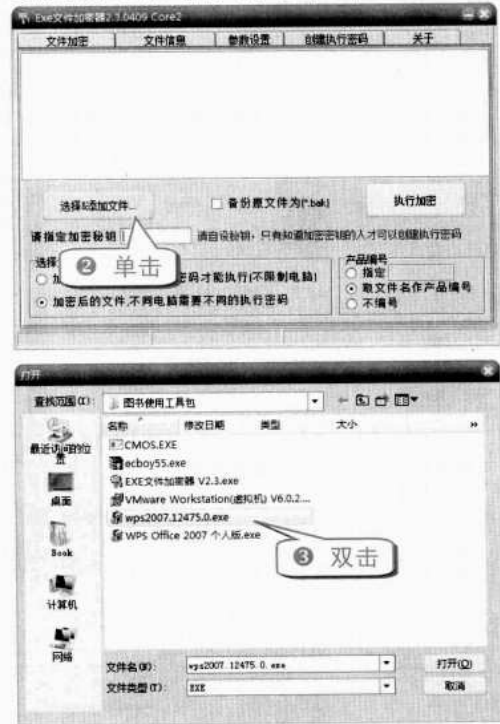 Exe文件加密器2.3.0409 Core2
文件加密 文件信息 参数设置 创建执行密码 关于
选择&添加文件... 备份原文件为[*.bak] 执行加密
请指定加密秘钥 请自设秘钥，只有知道加密密钥的人才可以创建执行密码
❷ 单击
选择
密码才能执行[不限制电脑]
加密后的文件,不同电脑需要不同的执行密码
产品编号
指定
取文件名作产品编号
不编号
打开
查找范围(I): 图书使用工具包
名称 修改日期 类型 大小 »
最近访问的位置
桌面
Book
计算机
网络
CMOS.EXE
ecboy55.exe
EXE文件加密器 V2.3.exe
VMware Workstation(虚拟机) V6.0.2...
wps2007.12475.0.exe
WPS Office 2007 个人版.exe
❸ 双击
文件名(N): wps2007.12475.0.exe 打开(O)
文件类型(T): EXE 取消